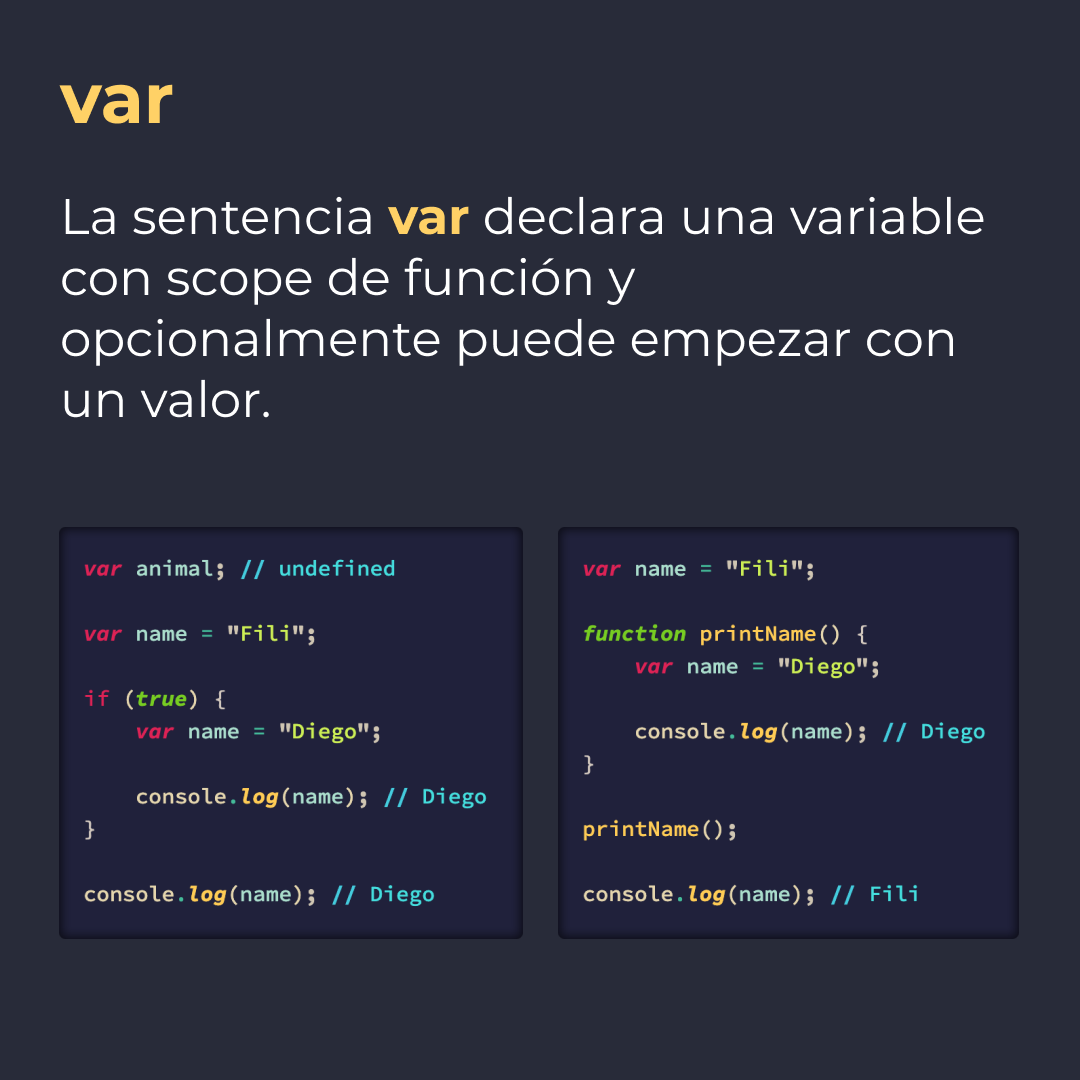 var
La sentencia var declara una variable
con scope de función y
opcionalmente puede empezar con
un valor.
var animal; // undefined
var name = "Fili";
if (true) {
    var name = "Diego";
    console.log(name); // Diego
}
console.log(name); // Diego
var name = "Fili";
function printName() {
    var name = "Diego";
    console.log(name); // Diego
}
printName();
console.log(name); // Fili